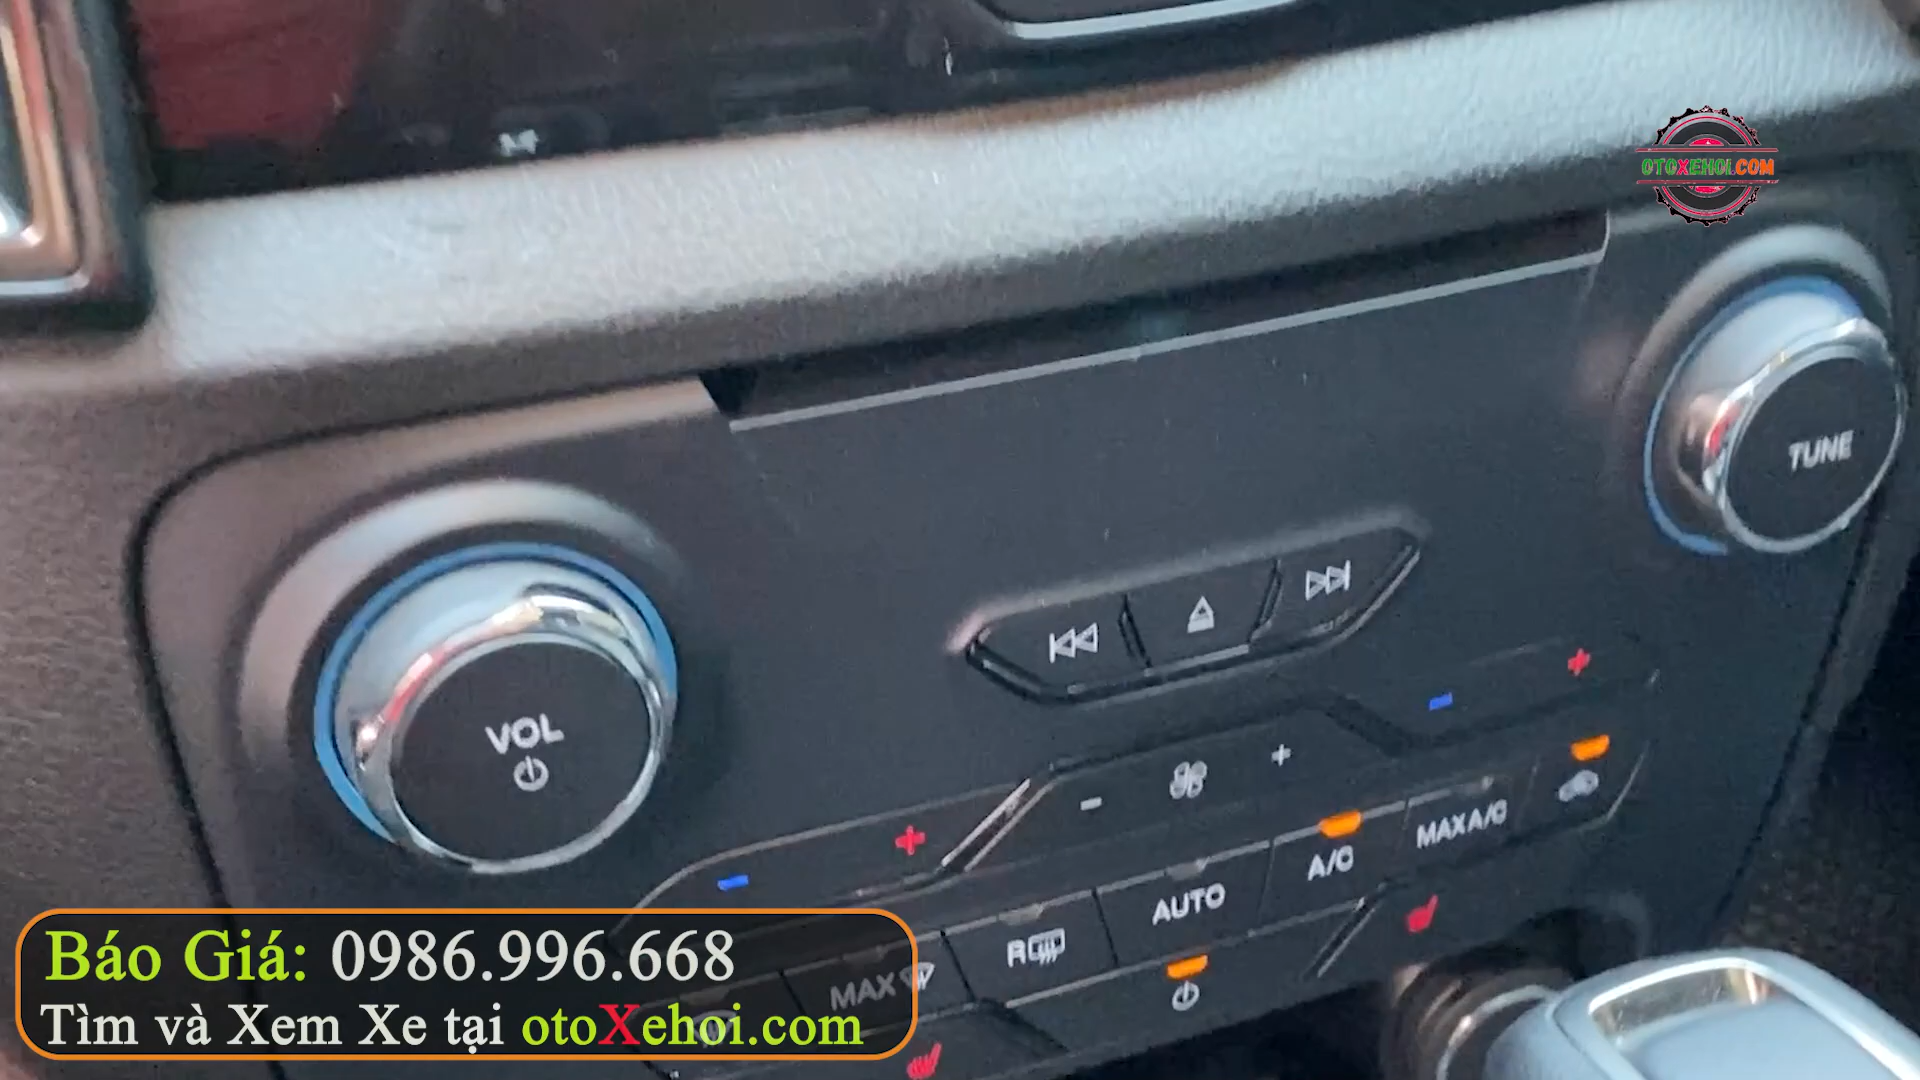 OTOXEHOI.COM
TUNE
VOL
MAX A/C
A/C
AUTO
R
MAX
Báo Giá: 0986.996.668
Tìm và Xem Xe tại otoXehoi.com